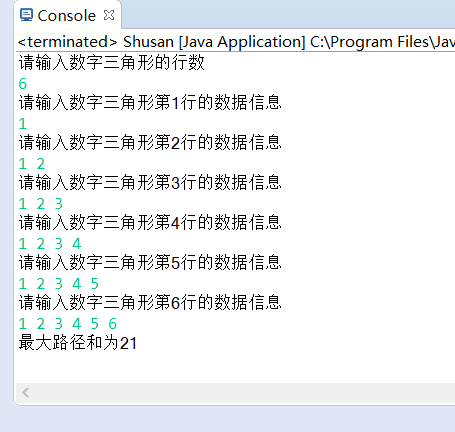 Console
<terminated> Shusan [Java Application] C:\Program Files\Jav
请输入数字三角形的行数
6
请输入数字三角形第1行的数据信息
1
请输入数字三角形第2行的数据信息
1 2
请输入数字三角形第3行的数据信息
1 2 3
请输入数字三角形第4行的数据信息
1 2 3 4
请输入数字三角形第5行的数据信息
1 2 3 4 5
请输入数字三角形第6行的数据信息
1 2 3 4 5 6
最大路径和为21